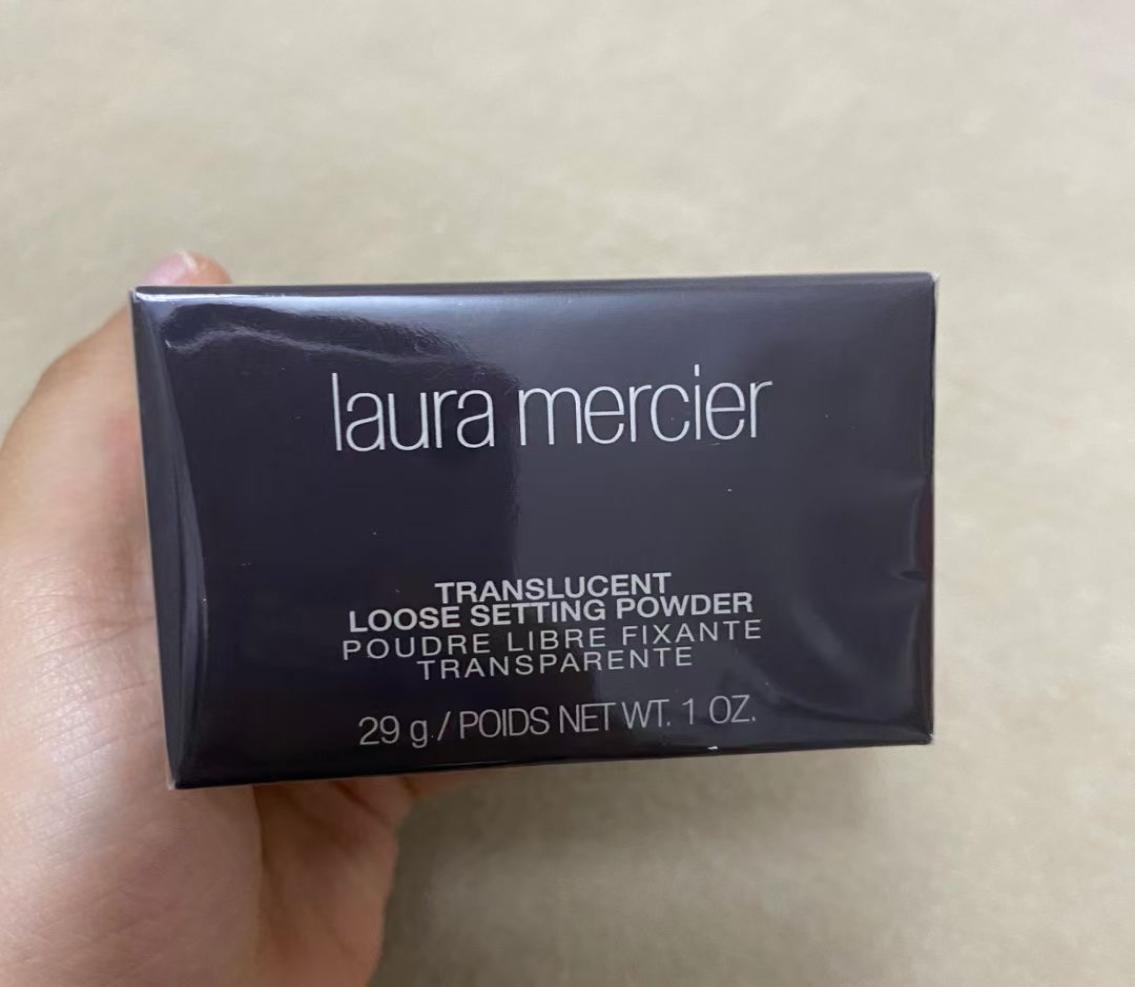 laura mercier
TRANSLUCENT
LOOSE SETTING POWDER
POUDRE LIBRE FIXANTE
TRANSPARENTE
29 g / POIDS NET WT. 1 OZ.